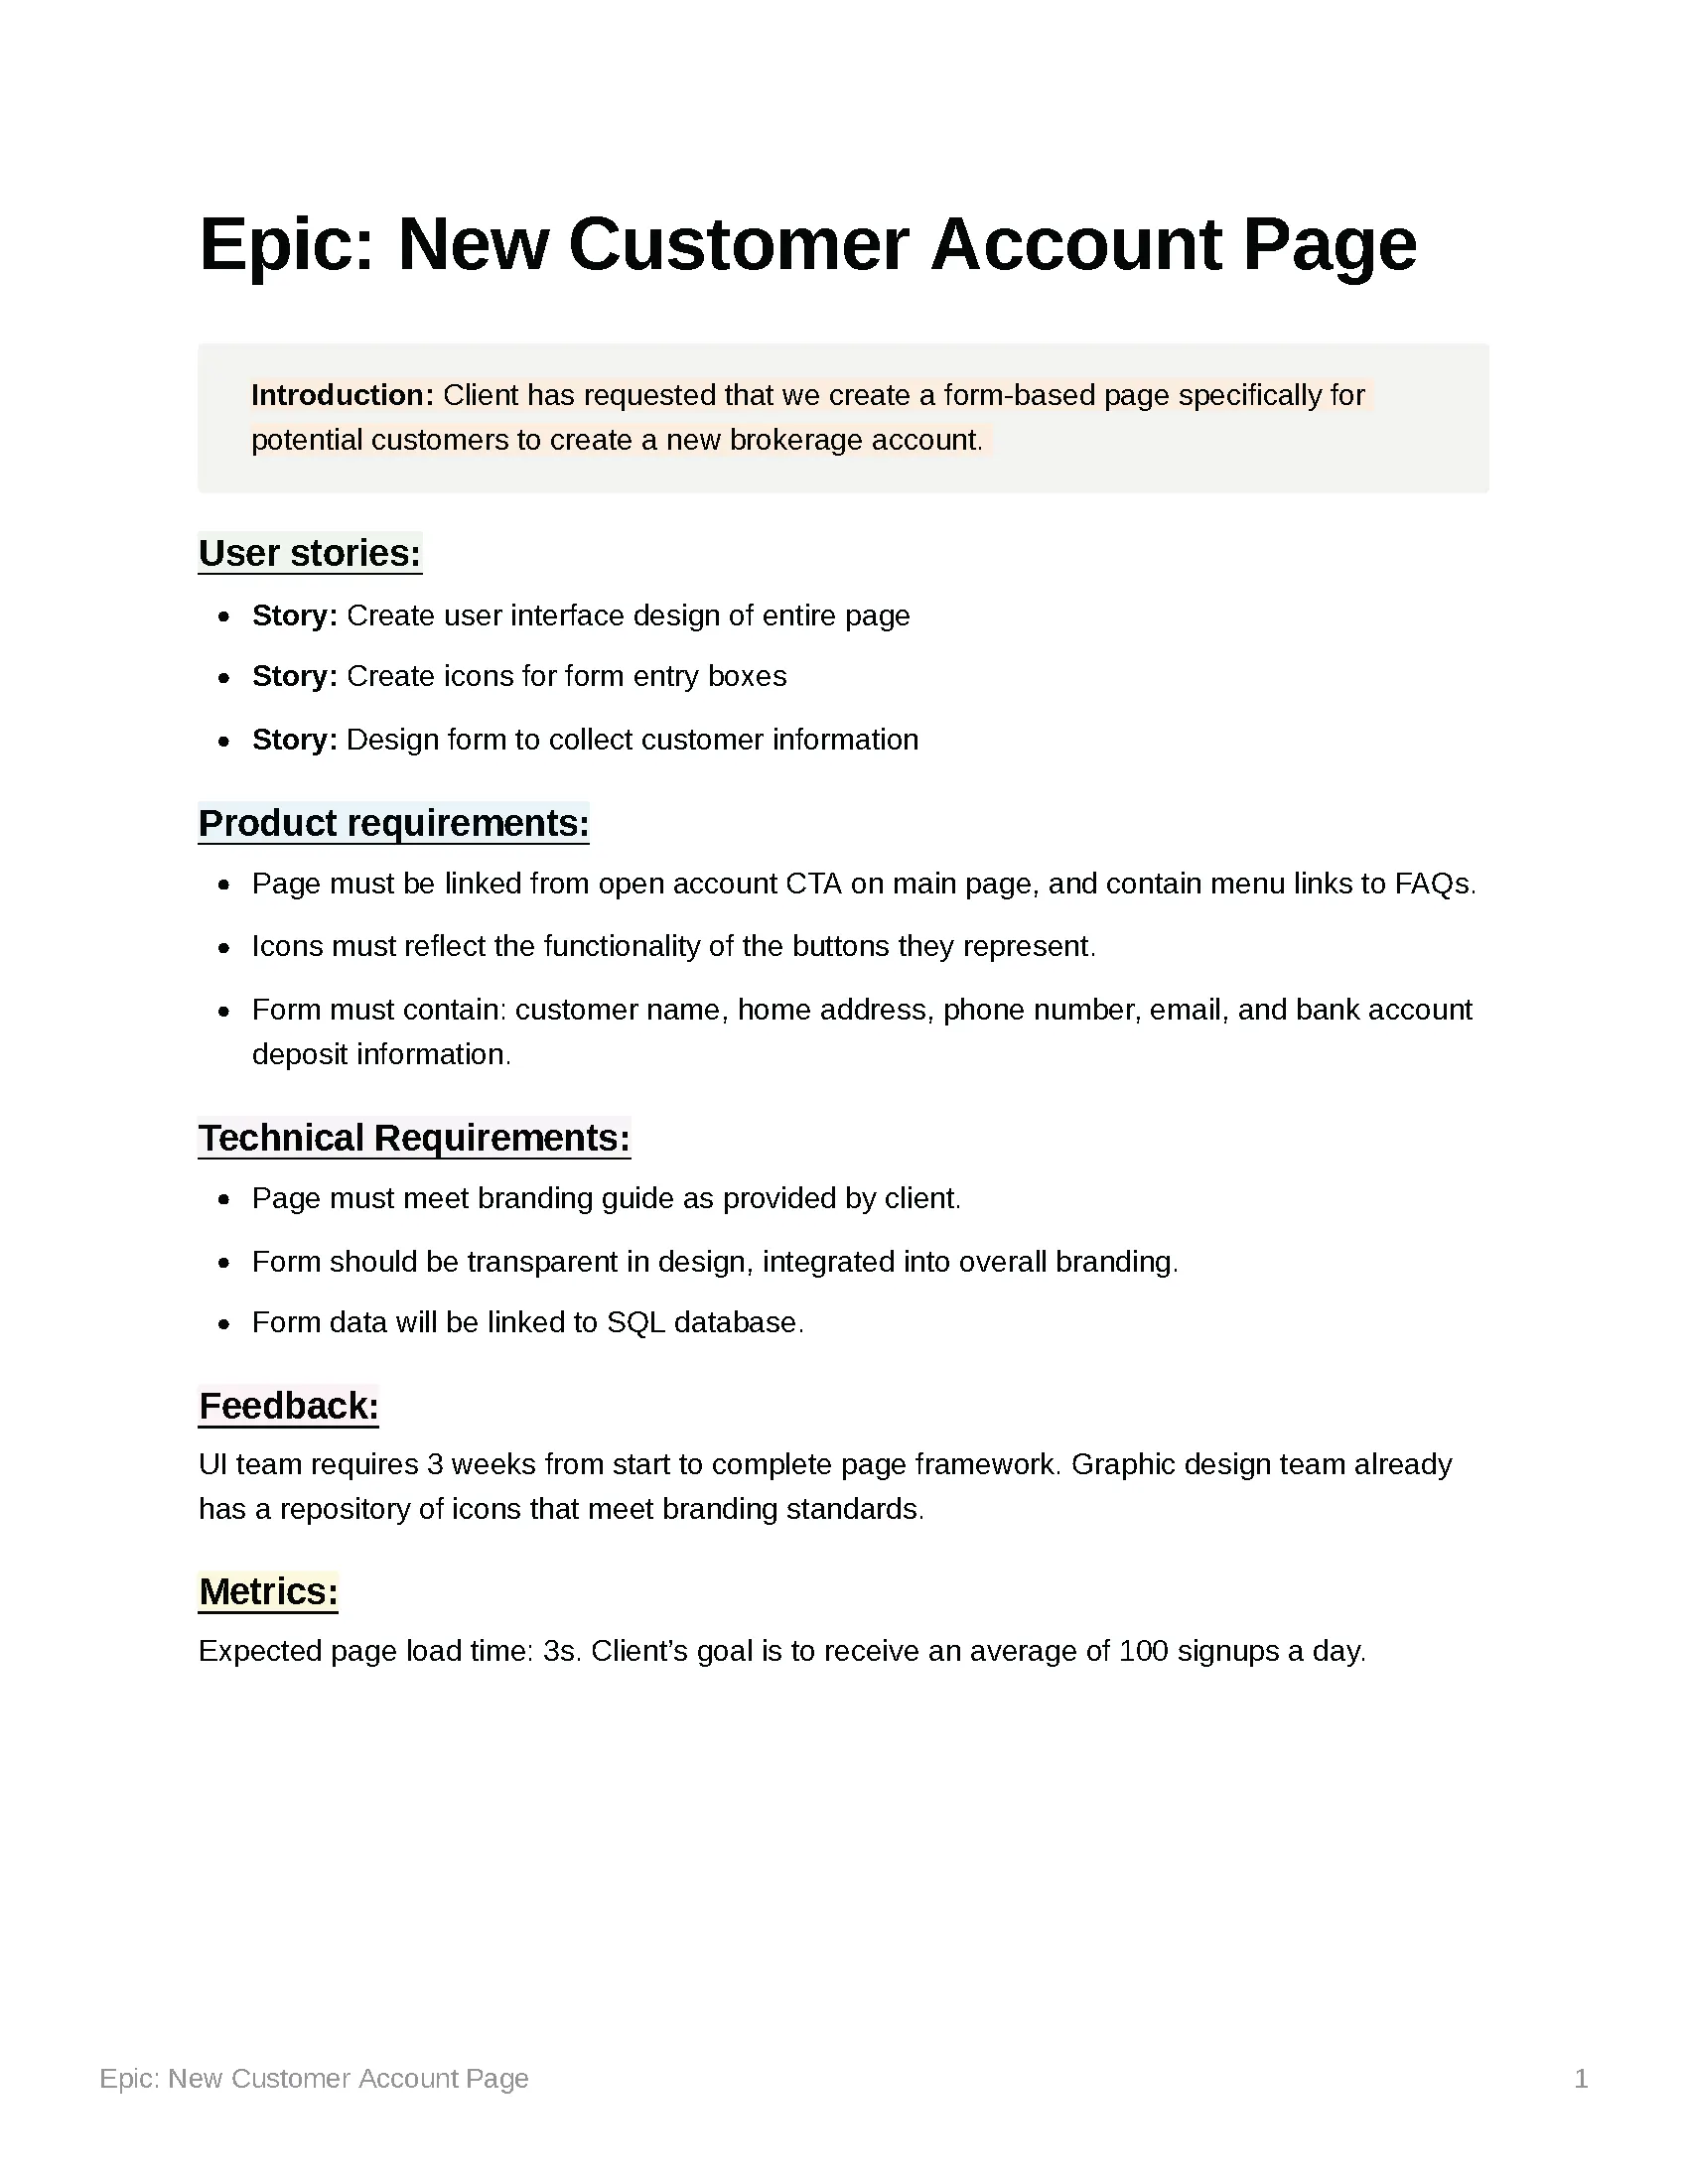 Epic: New Customer Account Page
Introduction: Client has requested that we create a form-based page specifically for
potential customers to create a new brokerage account.
User stories:
• Story: Create user interface design of entire page
• Story: Create icons for form entry boxes
• Story: Design form to collect customer information
Product requirements:
• Page must be linked from open account CTA on main page, and contain menu links to FAQs.
• Icons must reflect the functionality of the buttons they represent.
• Form must contain: customer name, home address, phone number, email, and bank account
deposit information.
Technical Requirements:
• Page must meet branding guide as provided by client.
• Form should be transparent in design, integrated into overall branding.
• Form data will be linked to SQL database.
Feedback:
UI team requires 3 weeks from start to complete page framework. Graphic design team already
has a repository of icons that meet branding standards.
Metrics:
Expected page load time: 3s. Client’s goal is to receive an average of 100 signups a day.
Epic: New Customer Account Page 1